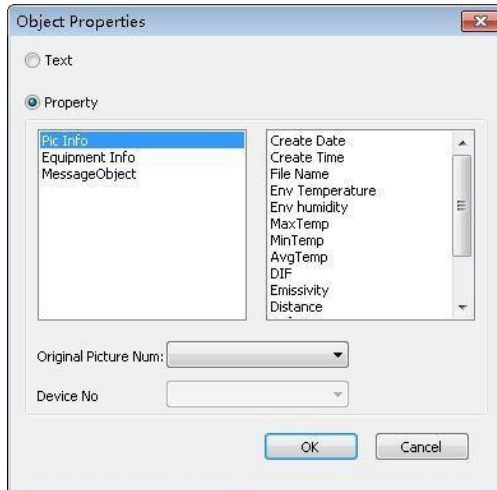 Object Properties
Text
Property
Pic Info
Equipment Info
MessageObject
Create Date
Create Time
File Name
Env Temperature
Env humidity
MaxTemp
MinTemp
AvgTemp
DIF
Emissivity
Distance
Original Picture Num:
Device No
OK
Cancel